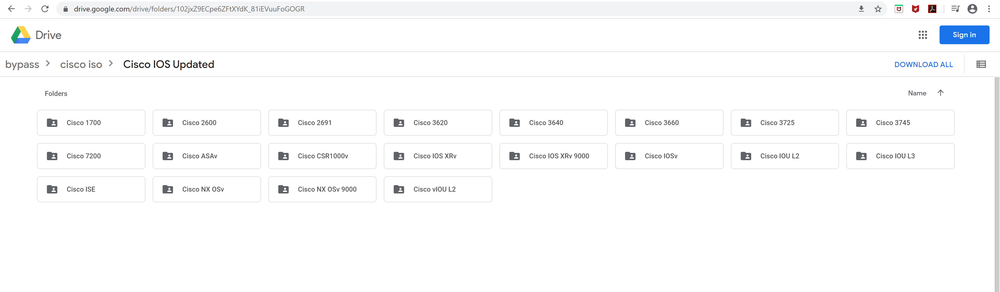 drive.google.com/drive/folders/102jxZ9ECpe6ZFtXYdK_81iEVuuFoGOGR
Drive
Sign in
bypass > cisco iso > Cisco IOS Updated
DOWNLOAD ALL
Folders
Name
Cisco 1700 Cisco 2600 Cisco 2691 Cisco 3620 Cisco 3640 Cisco 3660 Cisco 3725 Cisco 3745
Cisco 7200 Cisco ASAv Cisco CSR1000v Cisco IOS XRv Cisco IOS XRv 9000 Cisco IOSv Cisco IOU L2 Cisco IOU L3
Cisco ISE Cisco NX OSv Cisco NX OSv 9000 Cisco vIOU L2